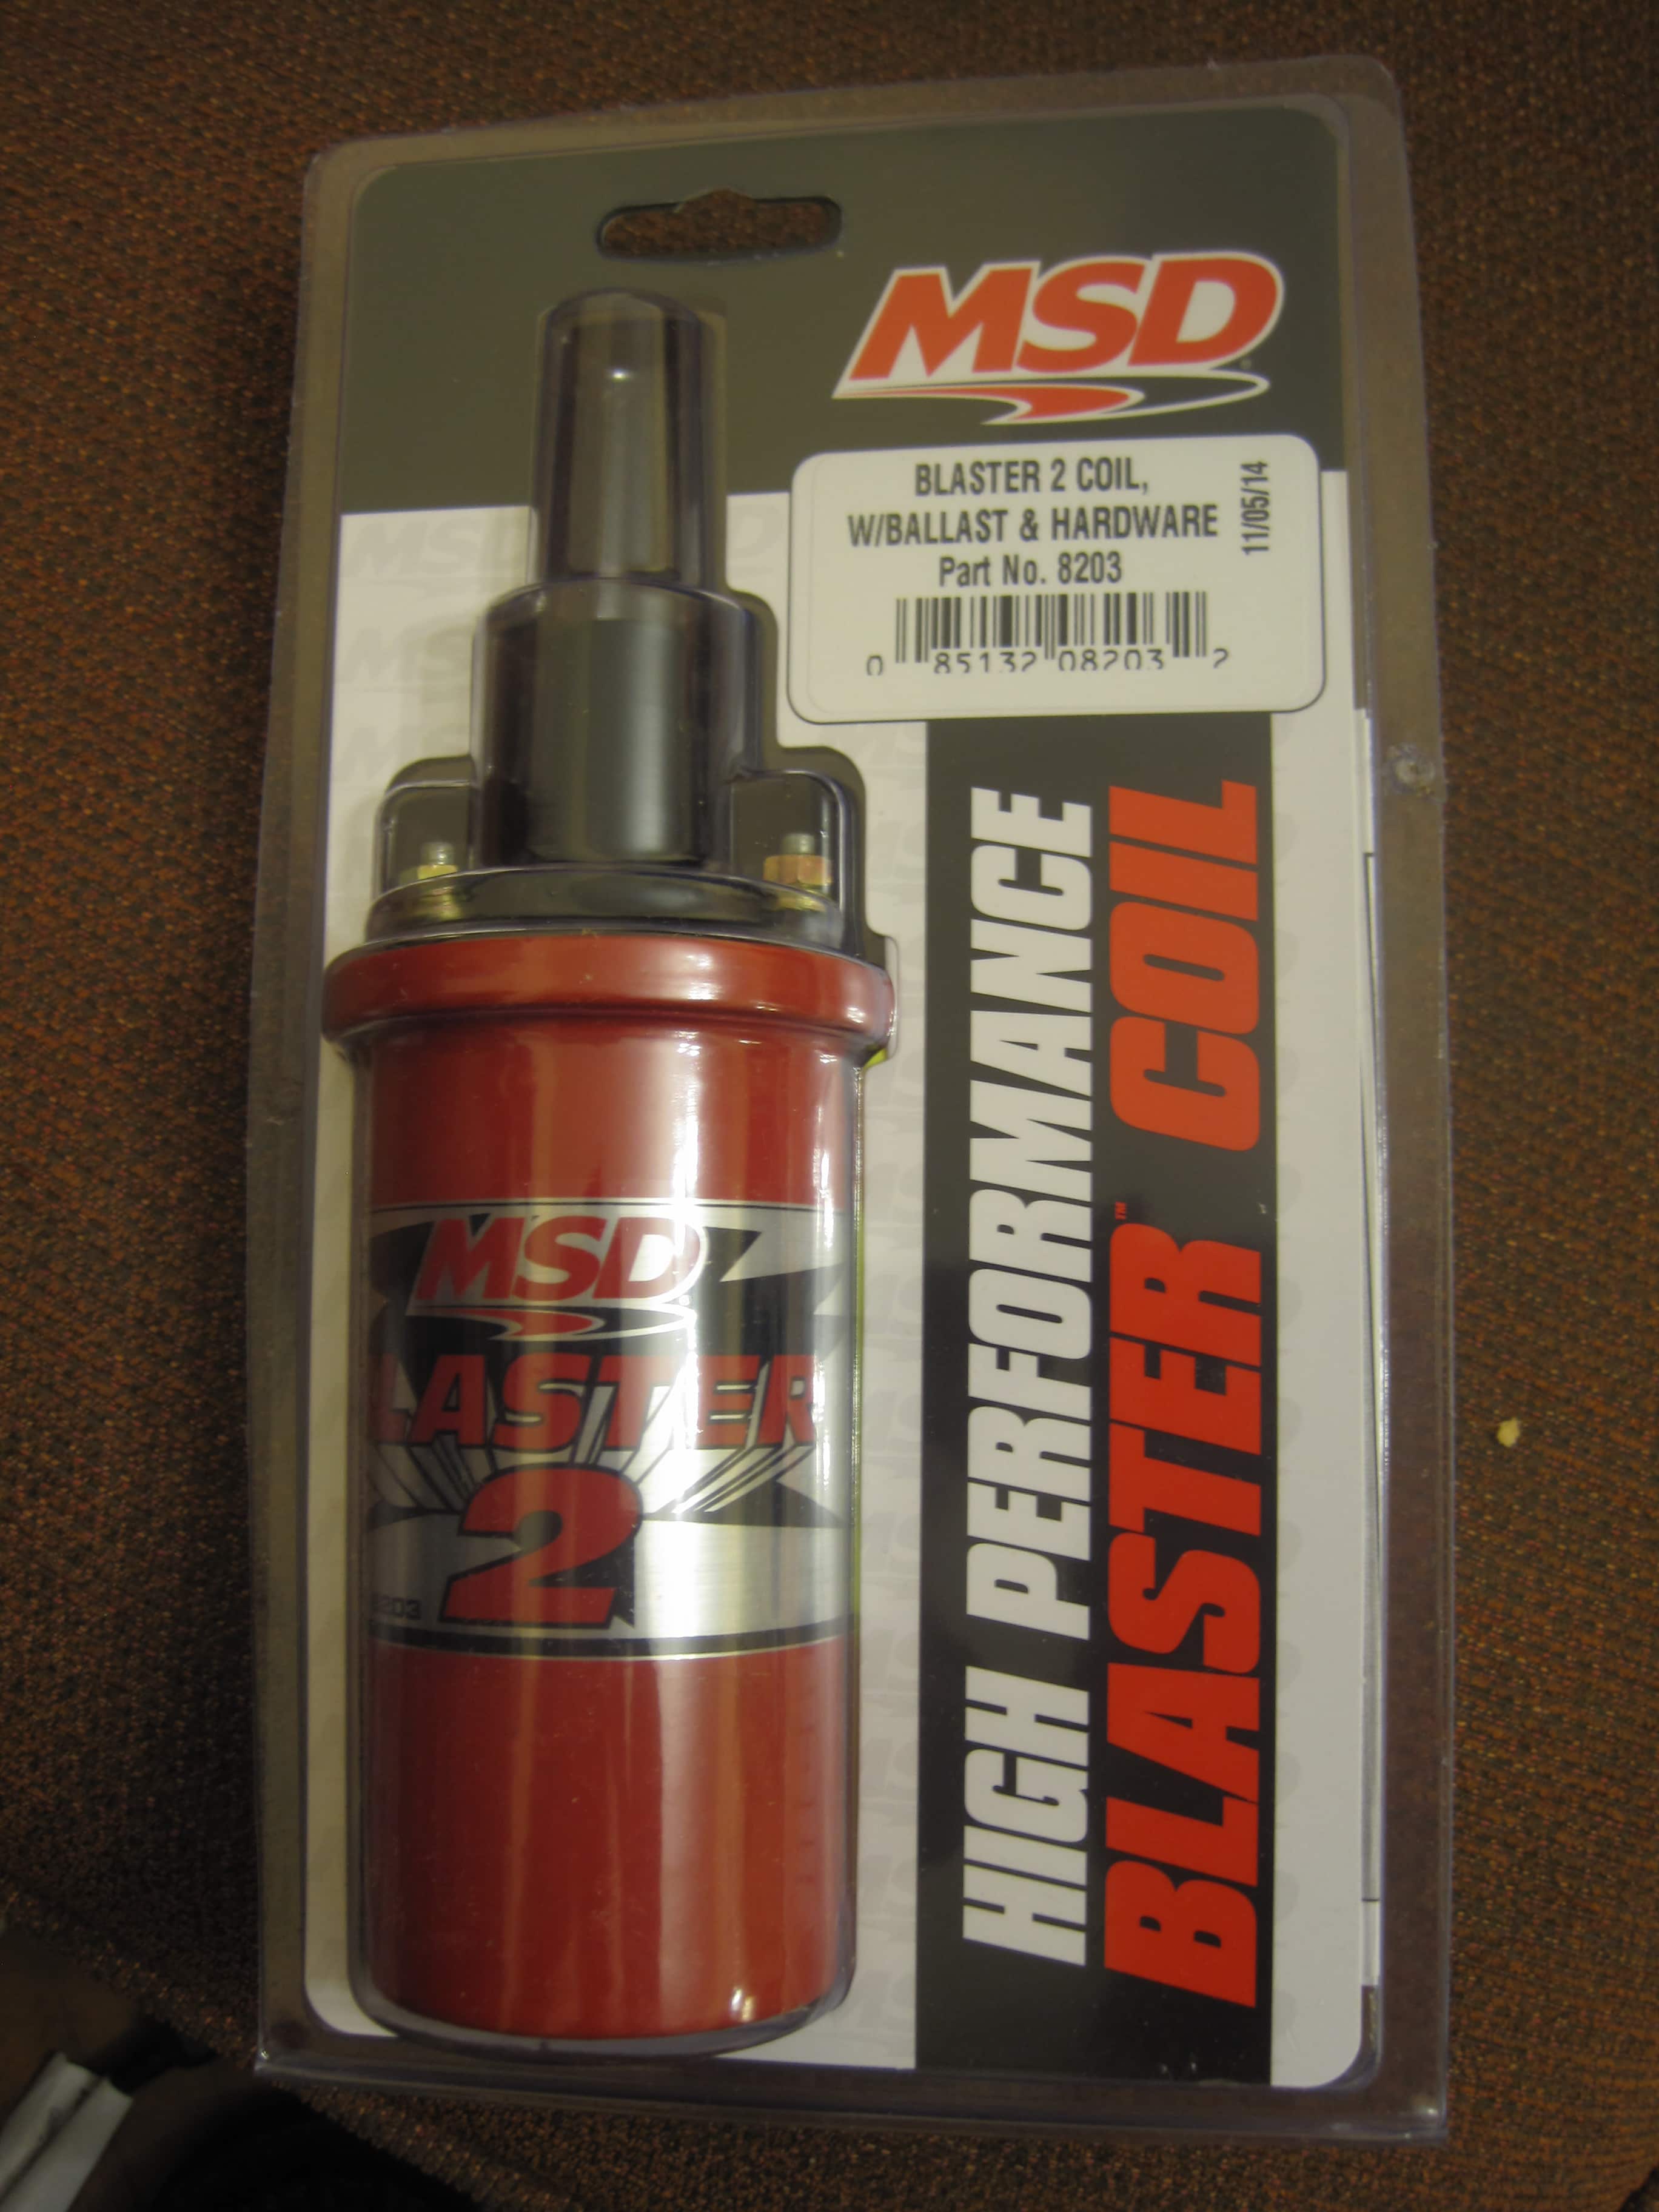 MSD
BLASTER 2 COIL,
W/BALLAST & HARDWARE
Part No. 8203
11/05/14
0 85132 08203 2
HIGH PERFORMANCE
BLASTER™ COIL
MSD
LASTER
2